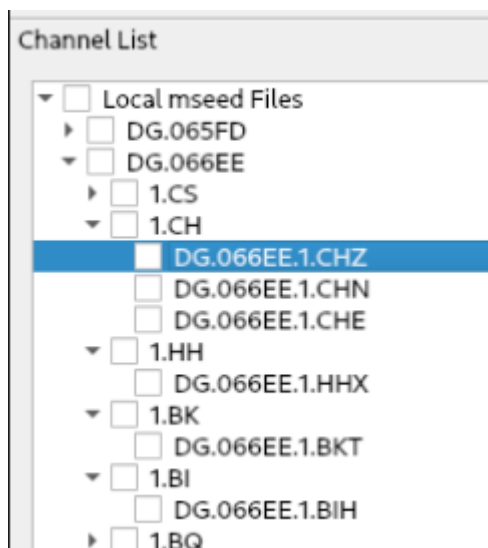 Channel List
Local mseed Files
DG.065FD
DG.066EE
1.CS
1.CH
DG.066EE.1.CHZ
DG.066EE.1.CHN
DG.066EE.1.CHE
1.HH
DG.066EE.1.HHX
1.BK
DG.066EE.1.BKT
1.BI
DG.066EE.1.BIH
1.BQ